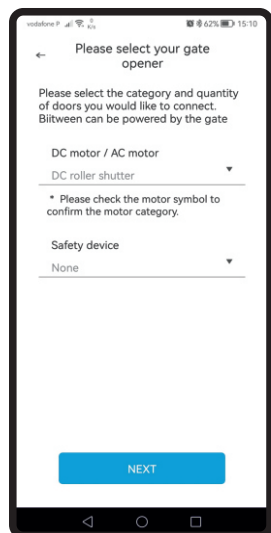 vodafone P 0 K/s 62% 15:10
← Please select your gate
opener
Please select the category and quantity
of doors you would like to connect.
Biitween can be powered by the gate
DC motor / AC motor
DC roller shutter
* Please check the motor symbol to
confirm the motor category.
Safety device
None
NEXT